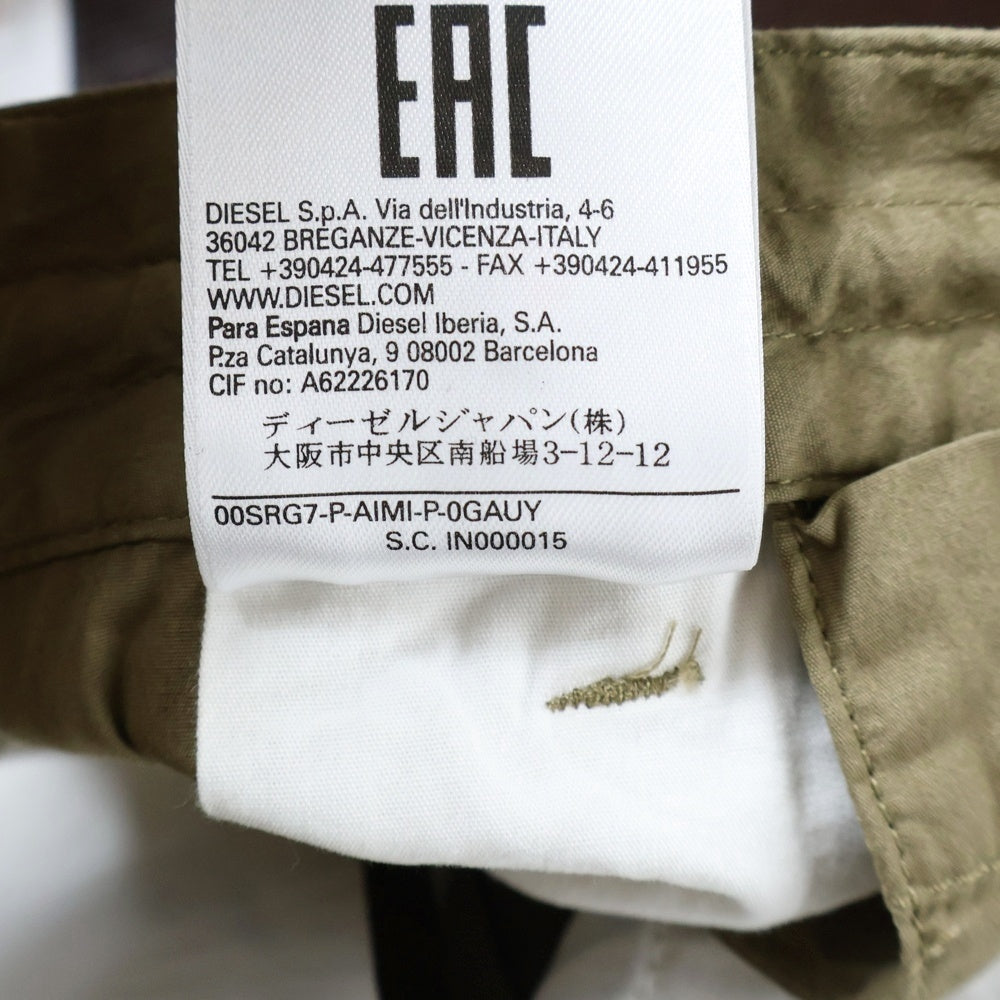 EAC
DIESEL S.p.A. Via dell'Industria, 4-6
36042 BREGANZE-VICENZA-ITALY
TEL +390424-477555 - FAX +390424-411955
WWW.DIESEL.COM
Para Espana Diesel Iberia, S.A.
P.za Catalunya, 9 08002 Barcelona
CIF no: A62226170
ディーゼルジャパン(株)
大阪市中央区南船場3-12-12
00SRG7-P-AIMI-P-0GAUY
S.C. IN000015